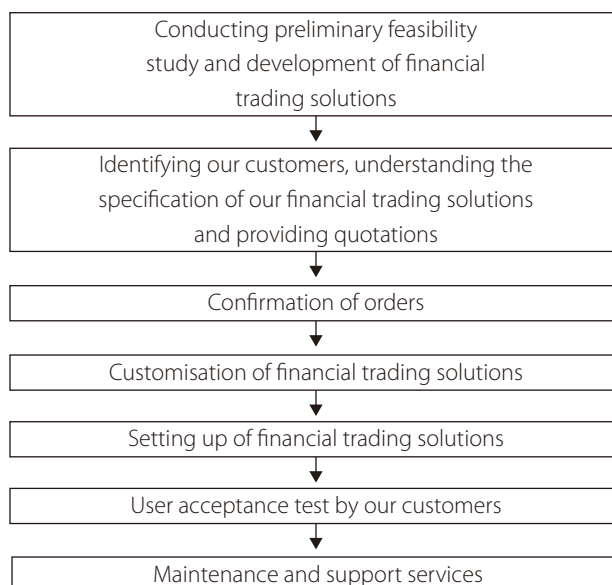 Conducting preliminary feasibility
study and development of financial
trading solutions
Identifying our customers, understanding the
specification of our financial trading solutions
and providing quotations
Confirmation of orders
Customisation of financial trading solutions
Setting up of financial trading solutions
User acceptance test by our customers
Maintenance and support services